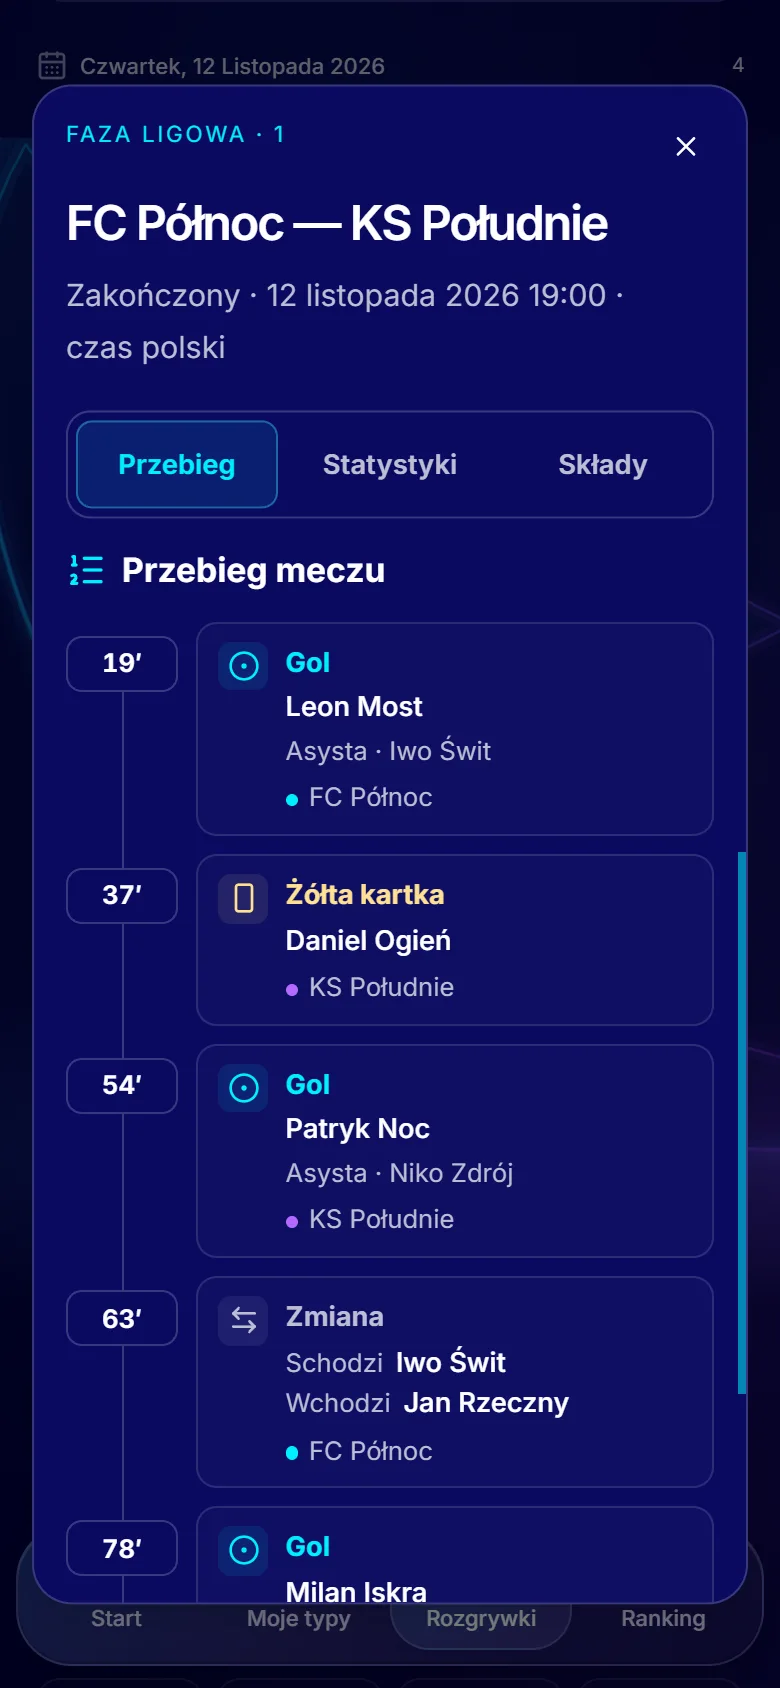 Czwartek, 12 Listopada 2026 4
FAZA LIGOWA · 1
FC Północ — KS Południe
Zakończony · 12 listopada 2026 19:00 ·
czas polski
Przebieg Statystyki Składy
Przebieg meczu
19′ Gol
Leon Most
Asysta · Iwo Świt
FC Północ
37′ Żółta kartka
Daniel Ogień
KS Południe
54′ Gol
Patryk Noc
Asysta · Niko Zdrój
KS Południe
63′ Zmiana
Schodzi Iwo Świt
Wchodzi Jan Rzeczny
FC Północ
78′ Gol
Milan Iskra
Start Moje typy Rozgrywki Ranking